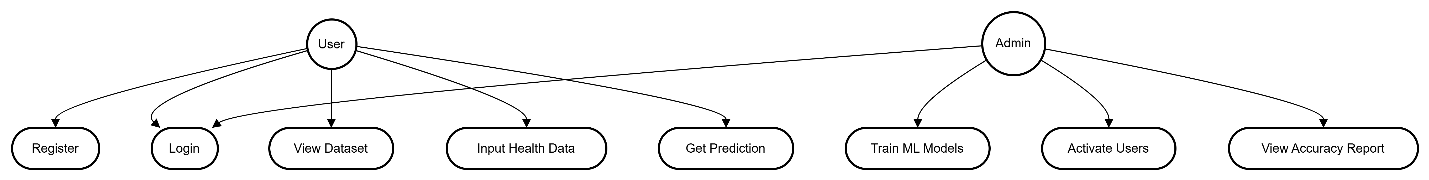 User
Admin
Register
Login
View Dataset
Input Health Data
Get Prediction
Train ML Models
Activate Users
View Accuracy Report